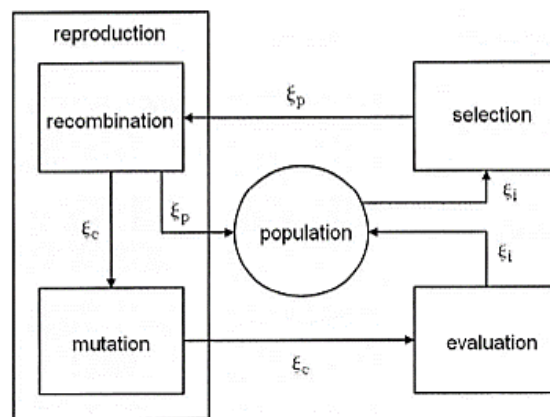 reproduction
recombination
ξp
selection
ξc
ξp
population
ξi
ξi
mutation
ξc
evaluation